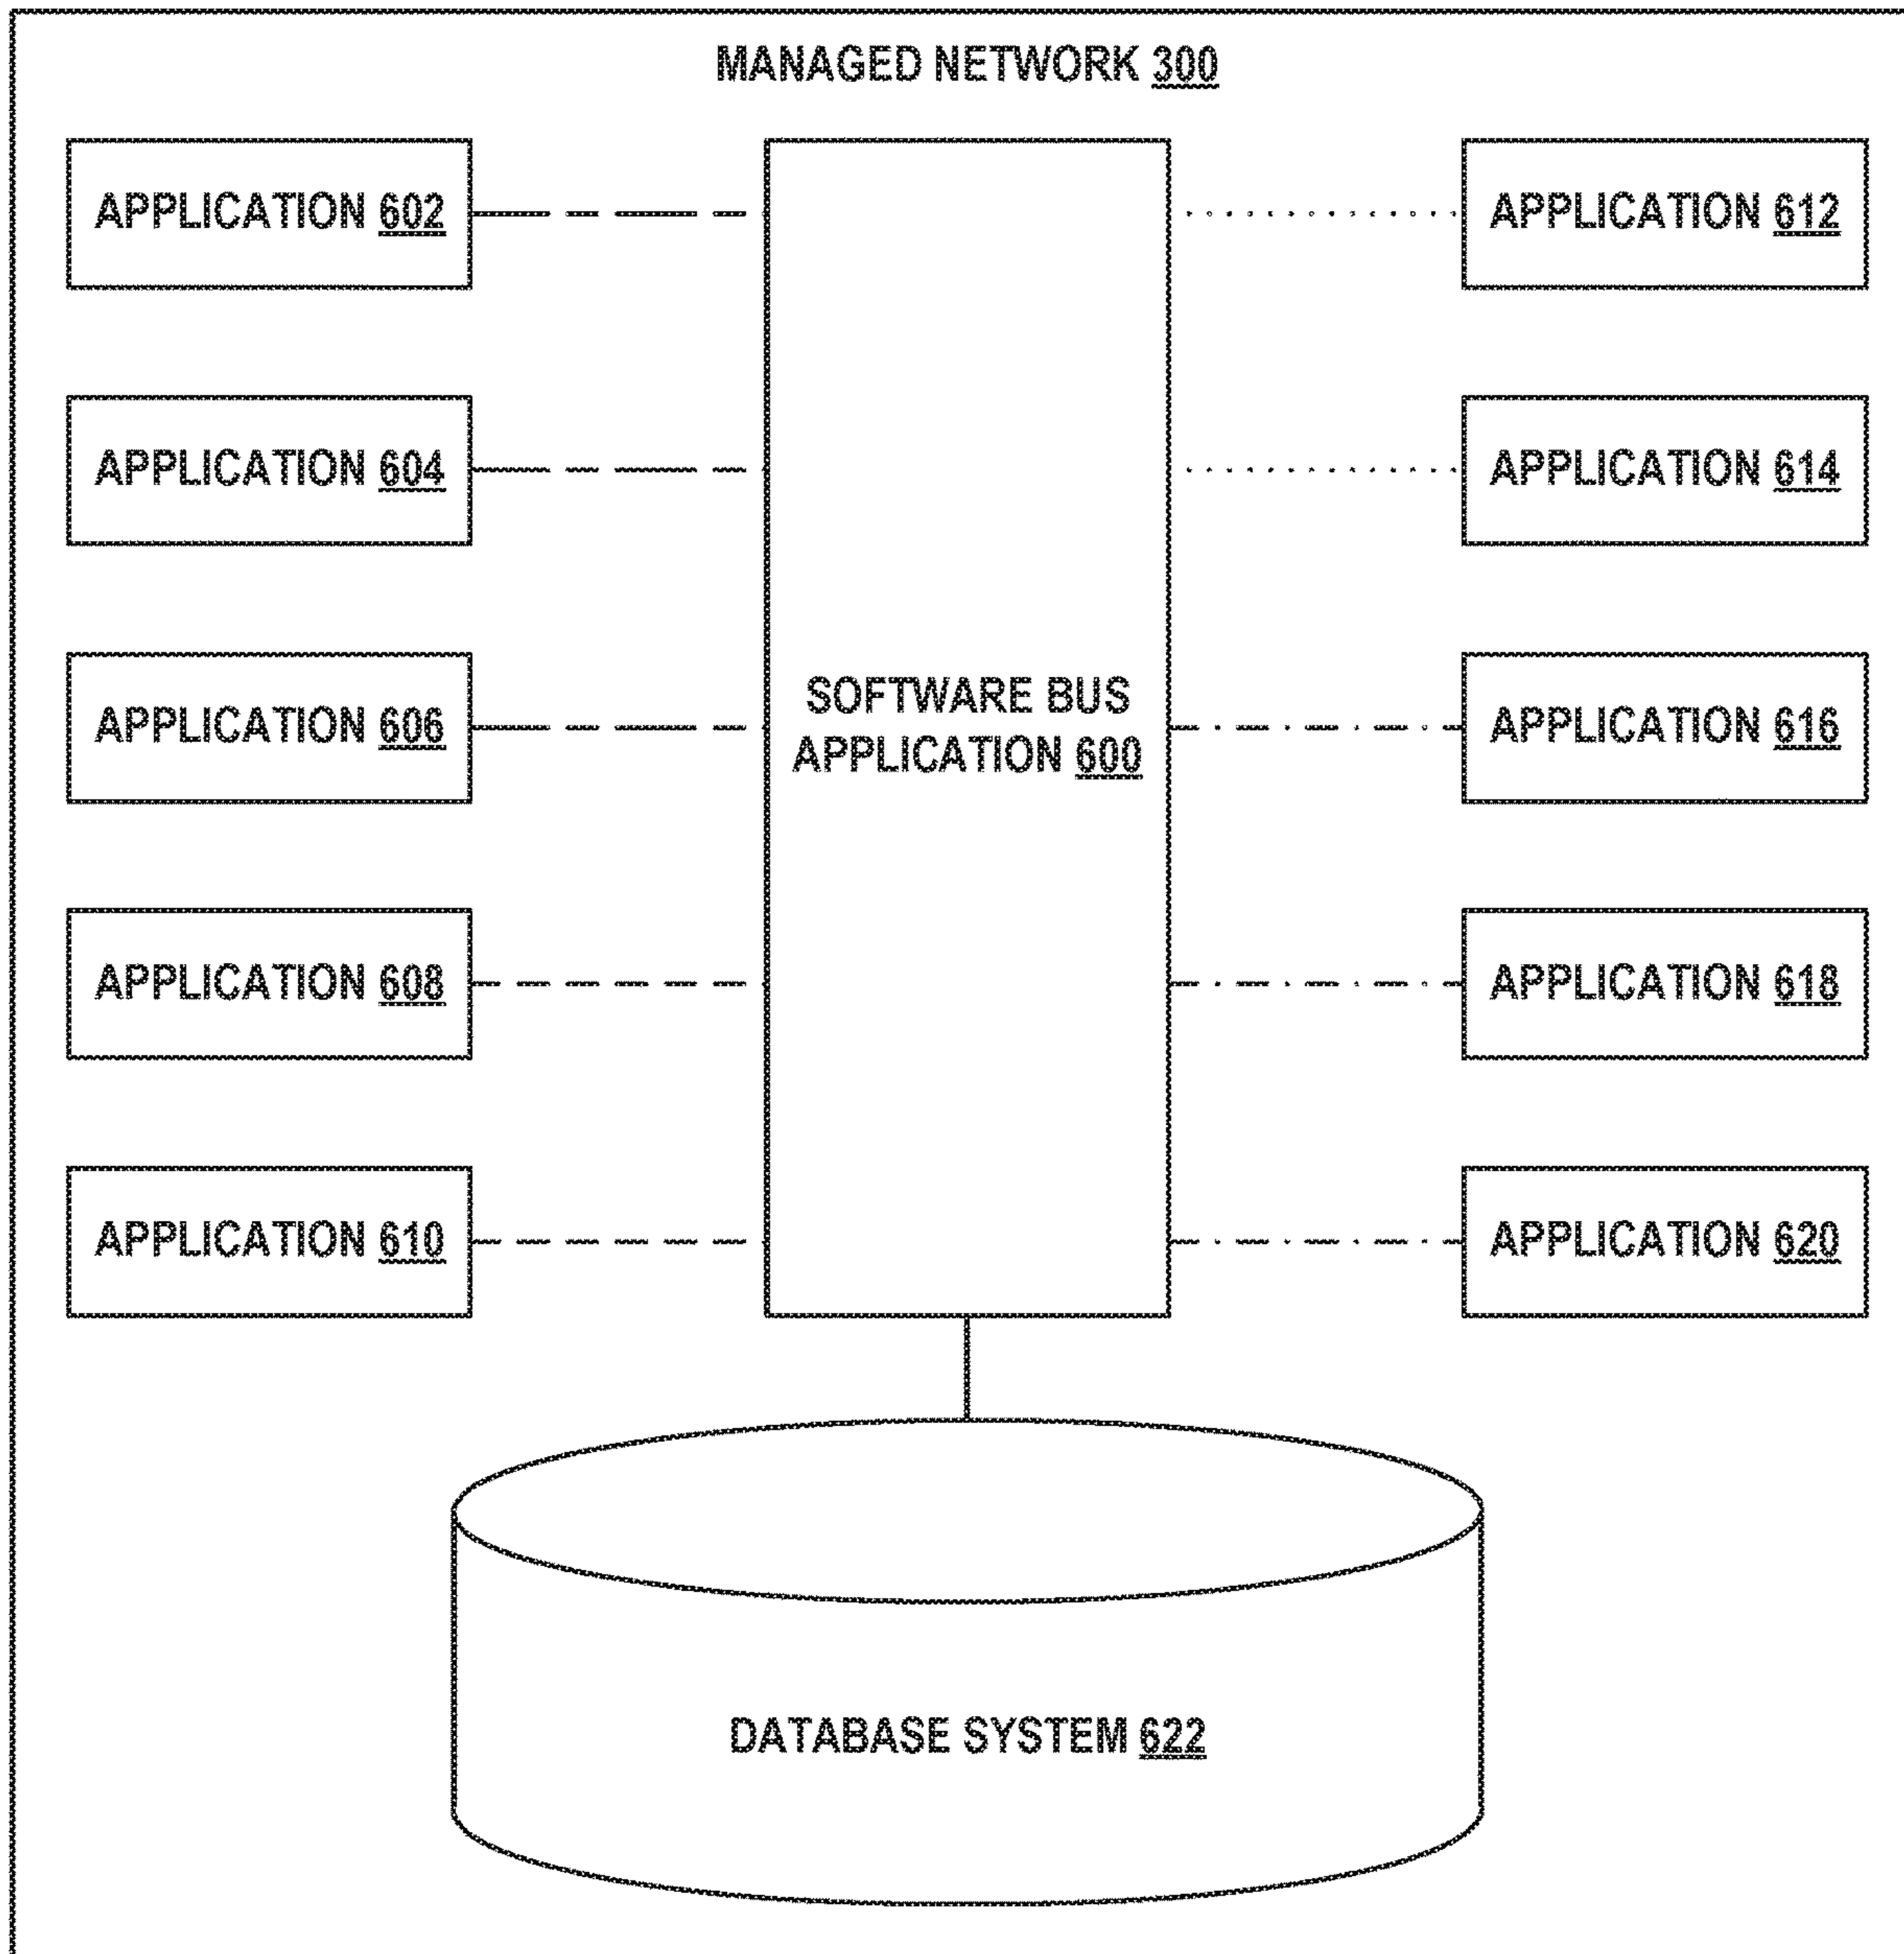 MANAGED NETWORK 300
APPLICATION 602
APPLICATION 612
APPLICATION 604
APPLICATION 614
APPLICATION 606
SOFTWARE BUS
APPLICATION 600
APPLICATION 616
APPLICATION 608
APPLICATION 618
APPLICATION 610
APPLICATION 620
DATABASE SYSTEM 622